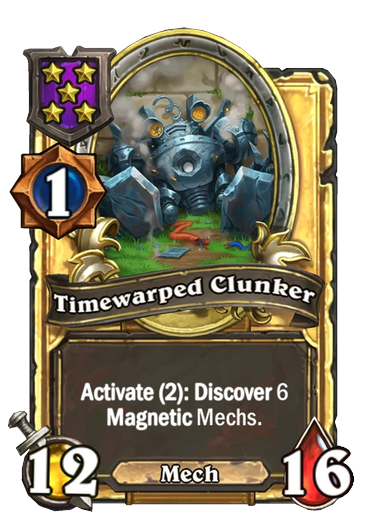 1
Timewarped Clunker
Activate (2): Discover 6
Magnetic Mechs.
12
Mech
16